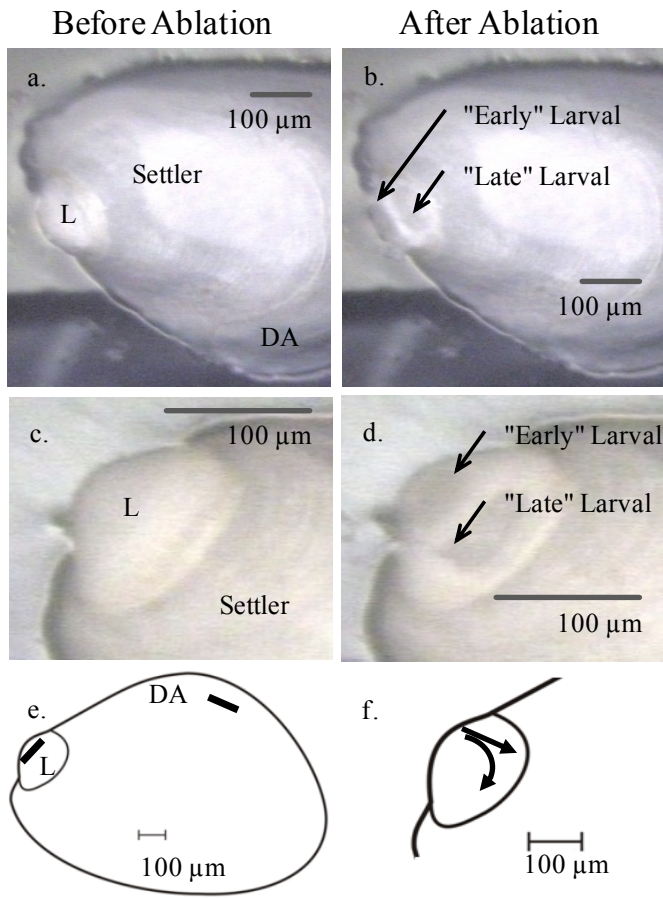 Before Ablation
After Ablation
a.
100 µm
Settler
L
DA
b.
"Early" Larval
"Late" Larval
100 µm
c.
100 µm
L
Settler
d.
"Early" Larval
"Late" Larval
100 µm
e.
DA
L
100 µm
f.
100 µm